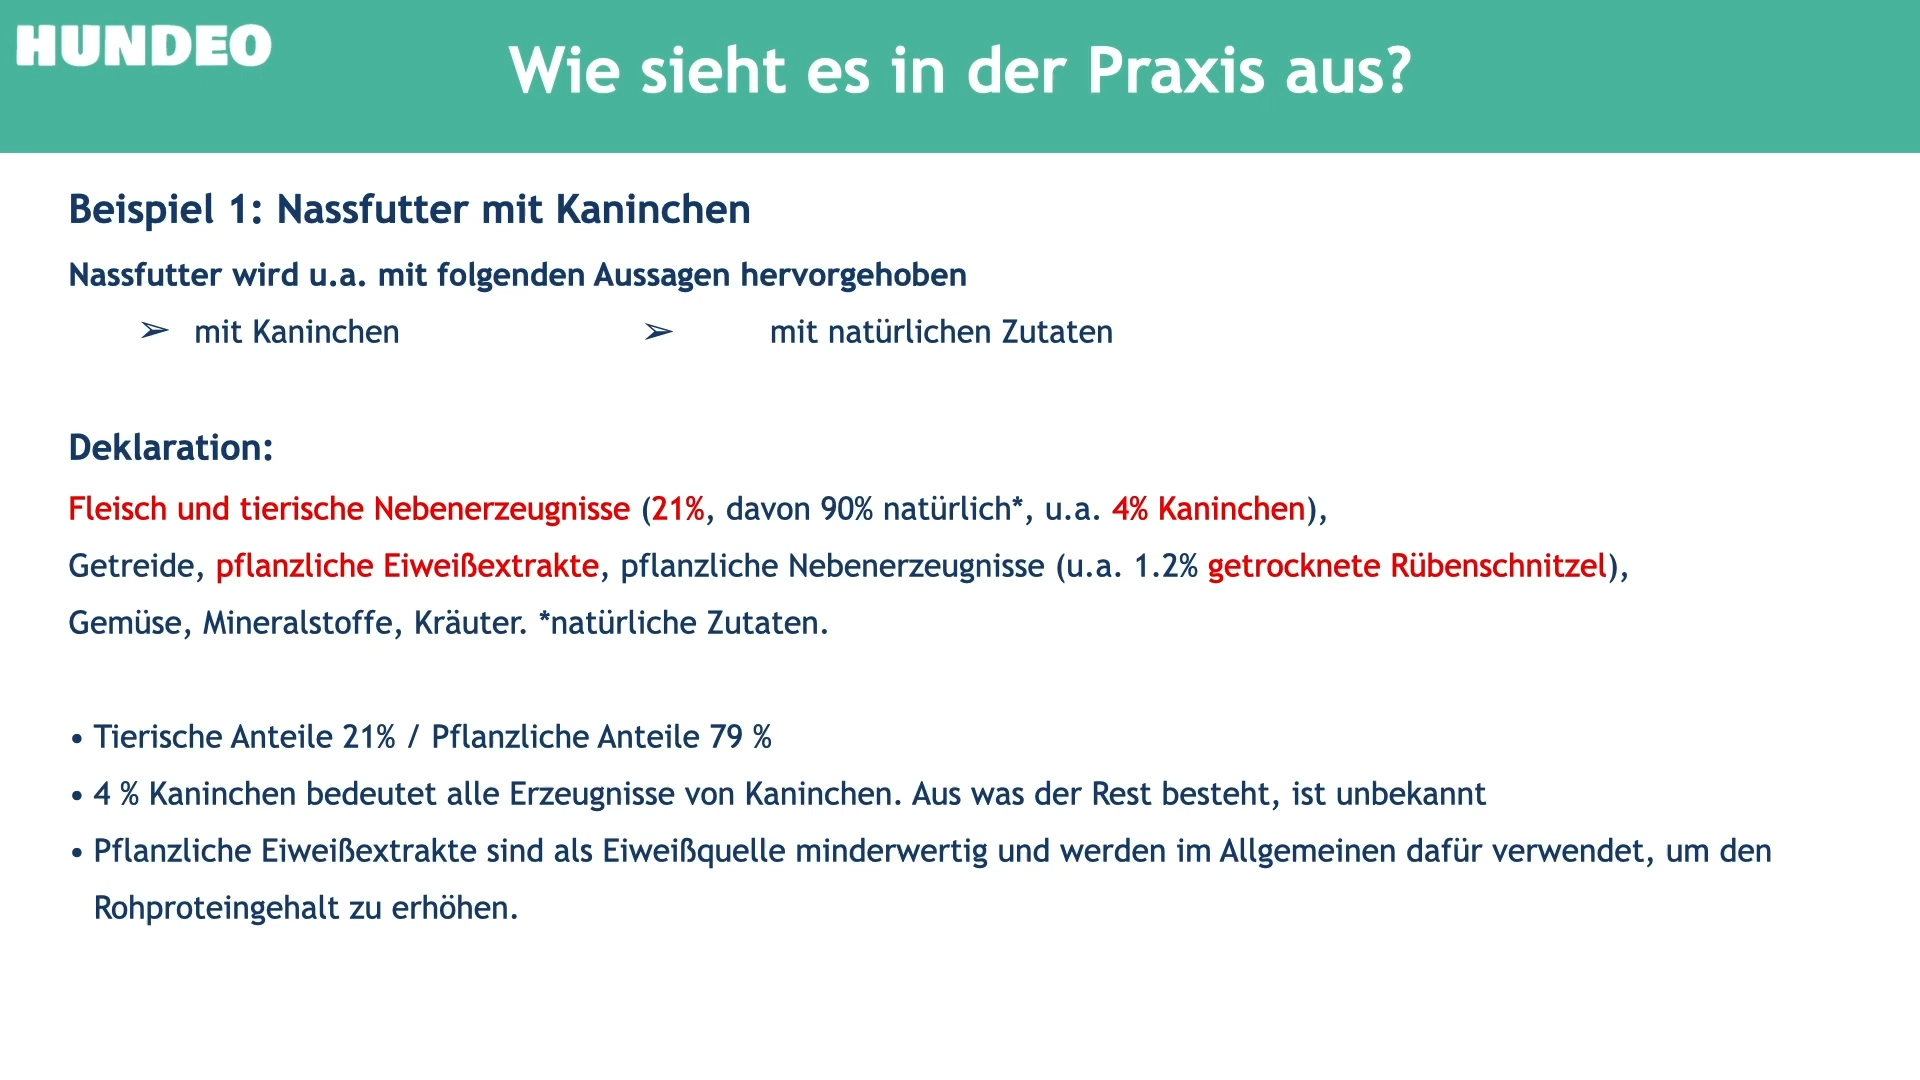 HUNDEO
Wie sieht es in der Praxis aus?
Beispiel 1: Nassfutter mit Kaninchen
Nassfutter wird u.a. mit folgenden Aussagen hervorgehoben
➢ mit Kaninchen ➢ mit natürlichen Zutaten
Deklaration:
Fleisch und tierische Nebenerzeugnisse (21%, davon 90% natürlich*, u.a. 4% Kaninchen),
Getreide, pflanzliche Eiweißextrakte, pflanzliche Nebenerzeugnisse (u.a. 1.2% getrocknete Rübenschnitzel),
Gemüse, Mineralstoffe, Kräuter. *natürliche Zutaten.
• Tierische Anteile 21% / Pflanzliche Anteile 79 %
• 4 % Kaninchen bedeutet alle Erzeugnisse von Kaninchen. Aus was der Rest besteht, ist unbekannt
• Pflanzliche Eiweißextrakte sind als Eiweißquelle minderwertig und werden im Allgemeinen dafür verwendet, um den
Rohproteingehalt zu erhöhen.